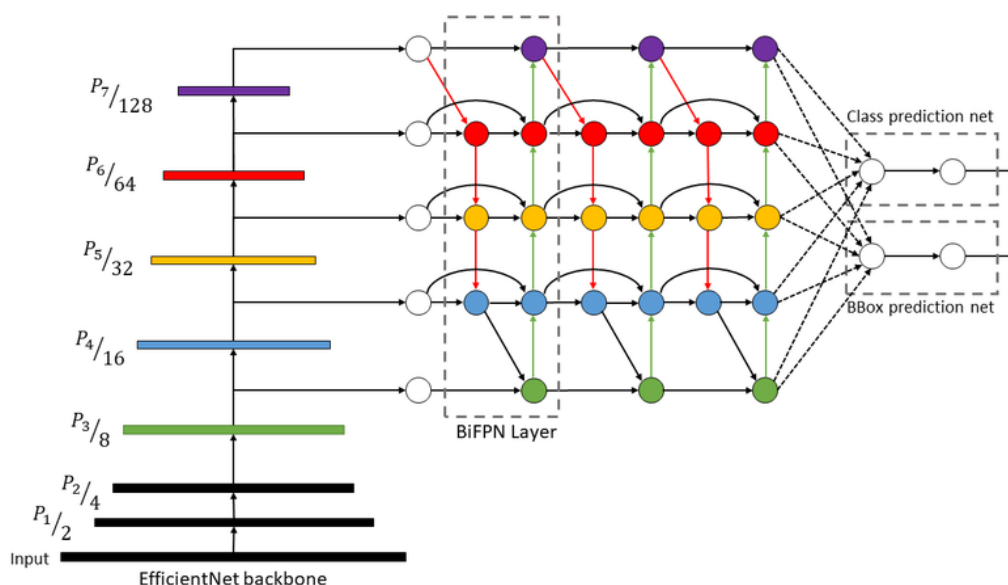 P7/128
P6/64
P5/32
P4/16
P3/8
P2/4
P1/2
Input
EfficientNet backbone
BiFPN Layer
Class prediction net
BBox prediction net